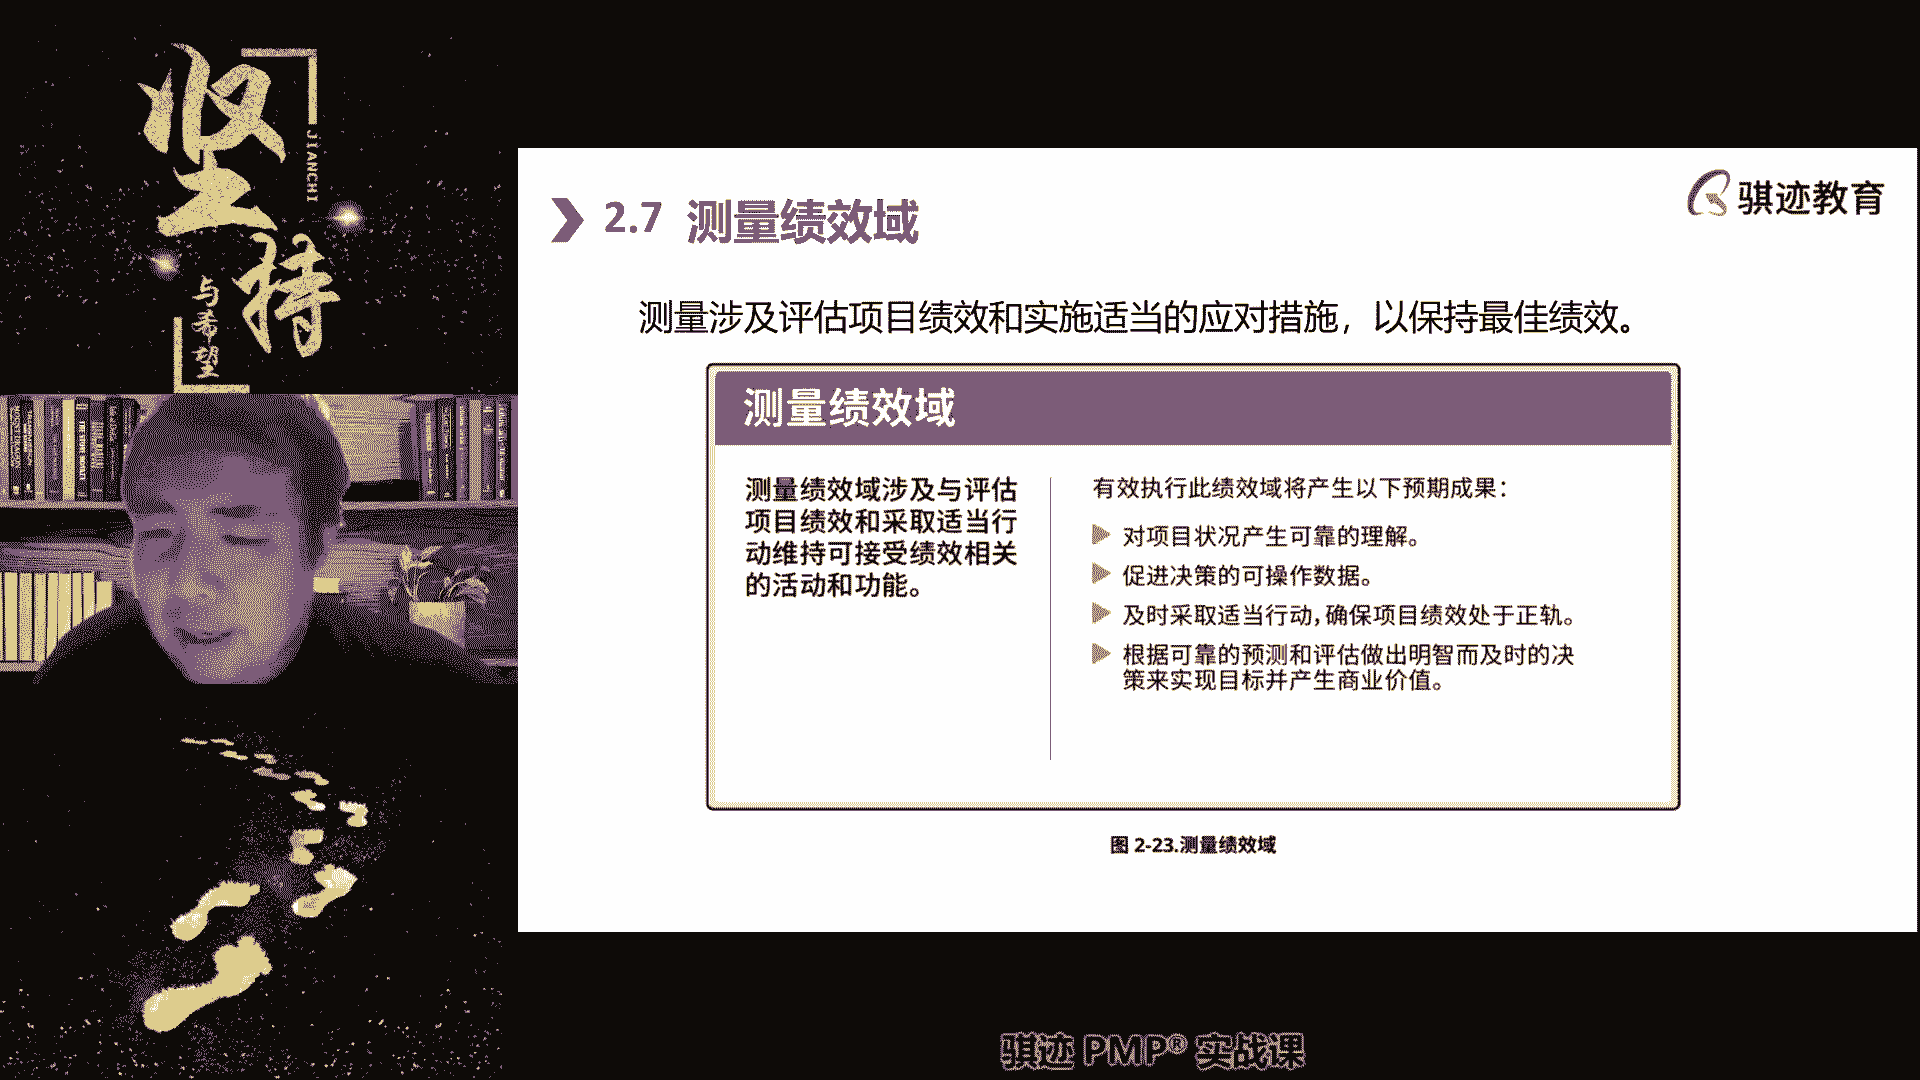 坚持
JIANCHI
与希望
骐迹教育
2.7 测量绩效域
测量涉及评估项目绩效和实施适当的应对措施，以保持最佳绩效。
测量绩效域
测量绩效域涉及与评估
项目绩效和采取适当行
动维持可接受绩效相关
的活动和功能。
有效执行此绩效域将产生以下预期成果：
对项目状况产生可靠的理解。
促进决策的可操作数据。
及时采取适当行动，确保项目绩效处于正轨。
根据可靠的预测和评估做出明智而及时的决
策来实现目标并产生商业价值。
图 2-23.测量绩效域
骐迹 PMP® 实战课